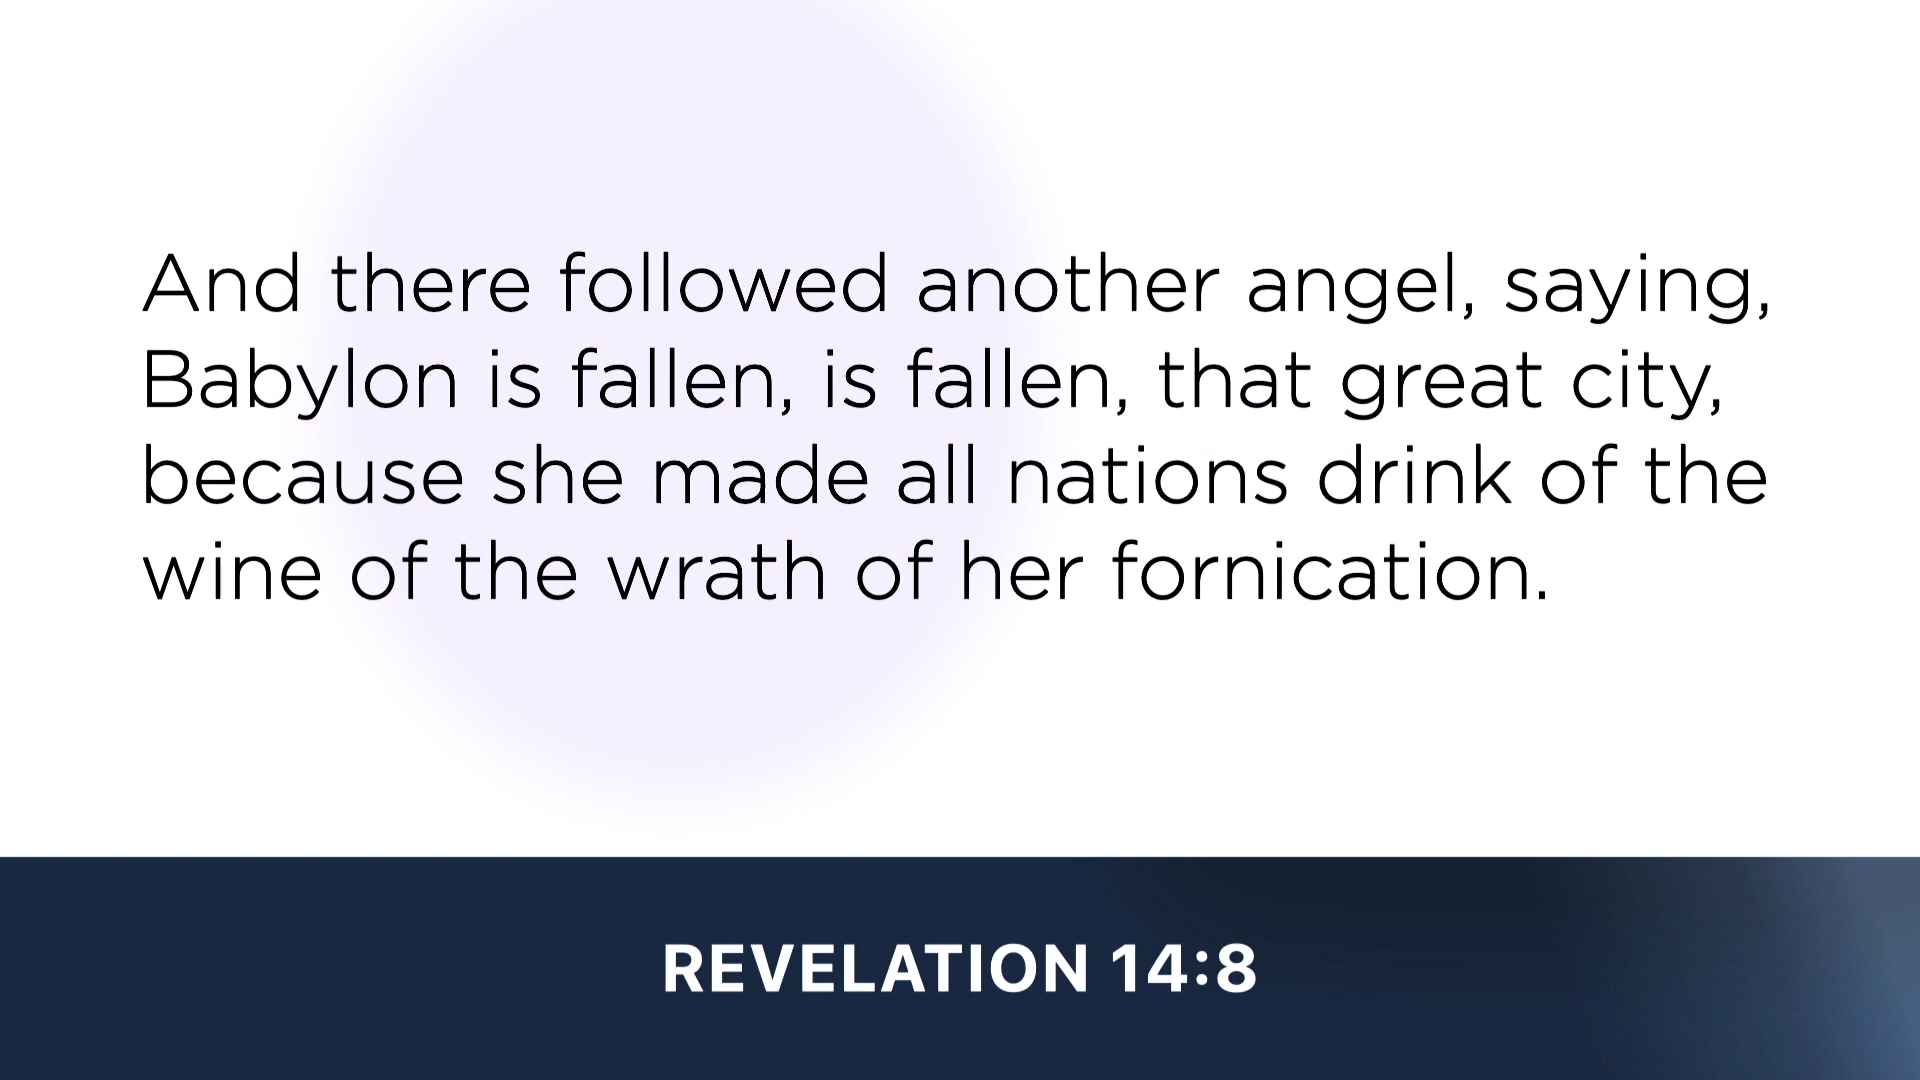 And there followed another angel, saying,
Babylon is fallen, is fallen, that great city,
because she made all nations drink of the
wine of the wrath of her fornication.
REVELATION 14:8